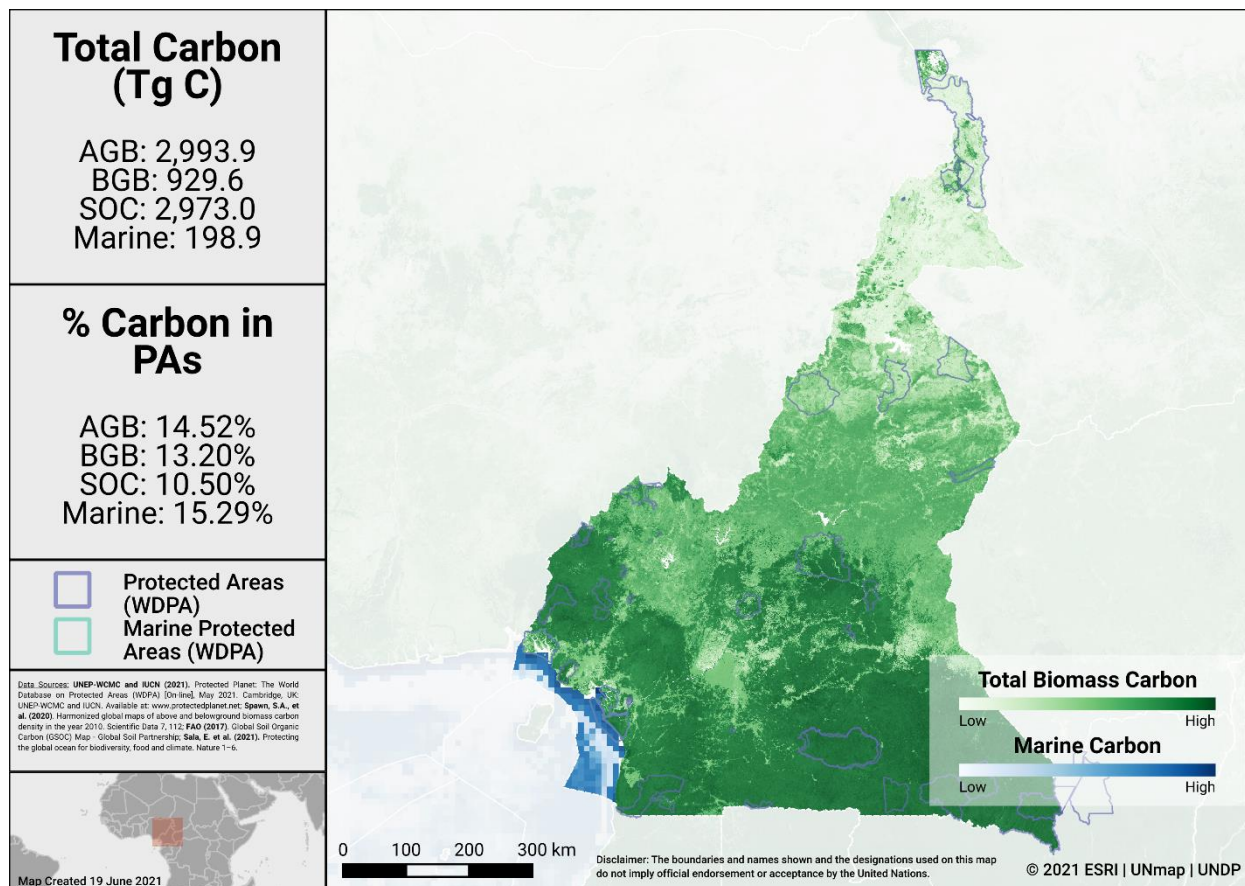 Total Carbon
(Tg C)
AGB: 2,993.9
BGB: 929.6
SOC: 2,973.0
Marine: 198.9
% Carbon in
PAs
AGB: 14.52%
BGB: 13.20%
SOC: 10.50%
Marine: 15.29%
Protected Areas
(WDPA)
Marine Protected
Areas (WDPA)
Data Sources: UNEP-WCMC and IUCN (2021). Protected Planet: The World
Database on Protected Areas (WDPA) [On-line], May 2021. Cambridge, UK:
UNEP-WCMC and IUCN. Available at: www.protectedplanet.net; Spawn, S.A., et
al. (2020). Harmonized global maps of above and belowground biomass carbon
density in the year 2010. Scientific Data 7, 112; FAO (2017). Global Soil Organic
Carbon (GSOC) Map - Global Soil Partnership; Sala, E. et al. (2021). Protecting
the global ocean for biodiversity, food and climate. Nature 1–6.
Map Created 19 June 2021
Total Biomass Carbon
Low High
Marine Carbon
Low High
0 100 200 300 km
Disclaimer: The boundaries and names shown and the designations used on this map
do not imply official endorsement or acceptance by the United Nations.
© 2021 ESRI | UNmap | UNDP